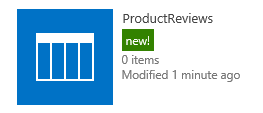 ProductReviews
new!
0 items
Modified 1 minute ago